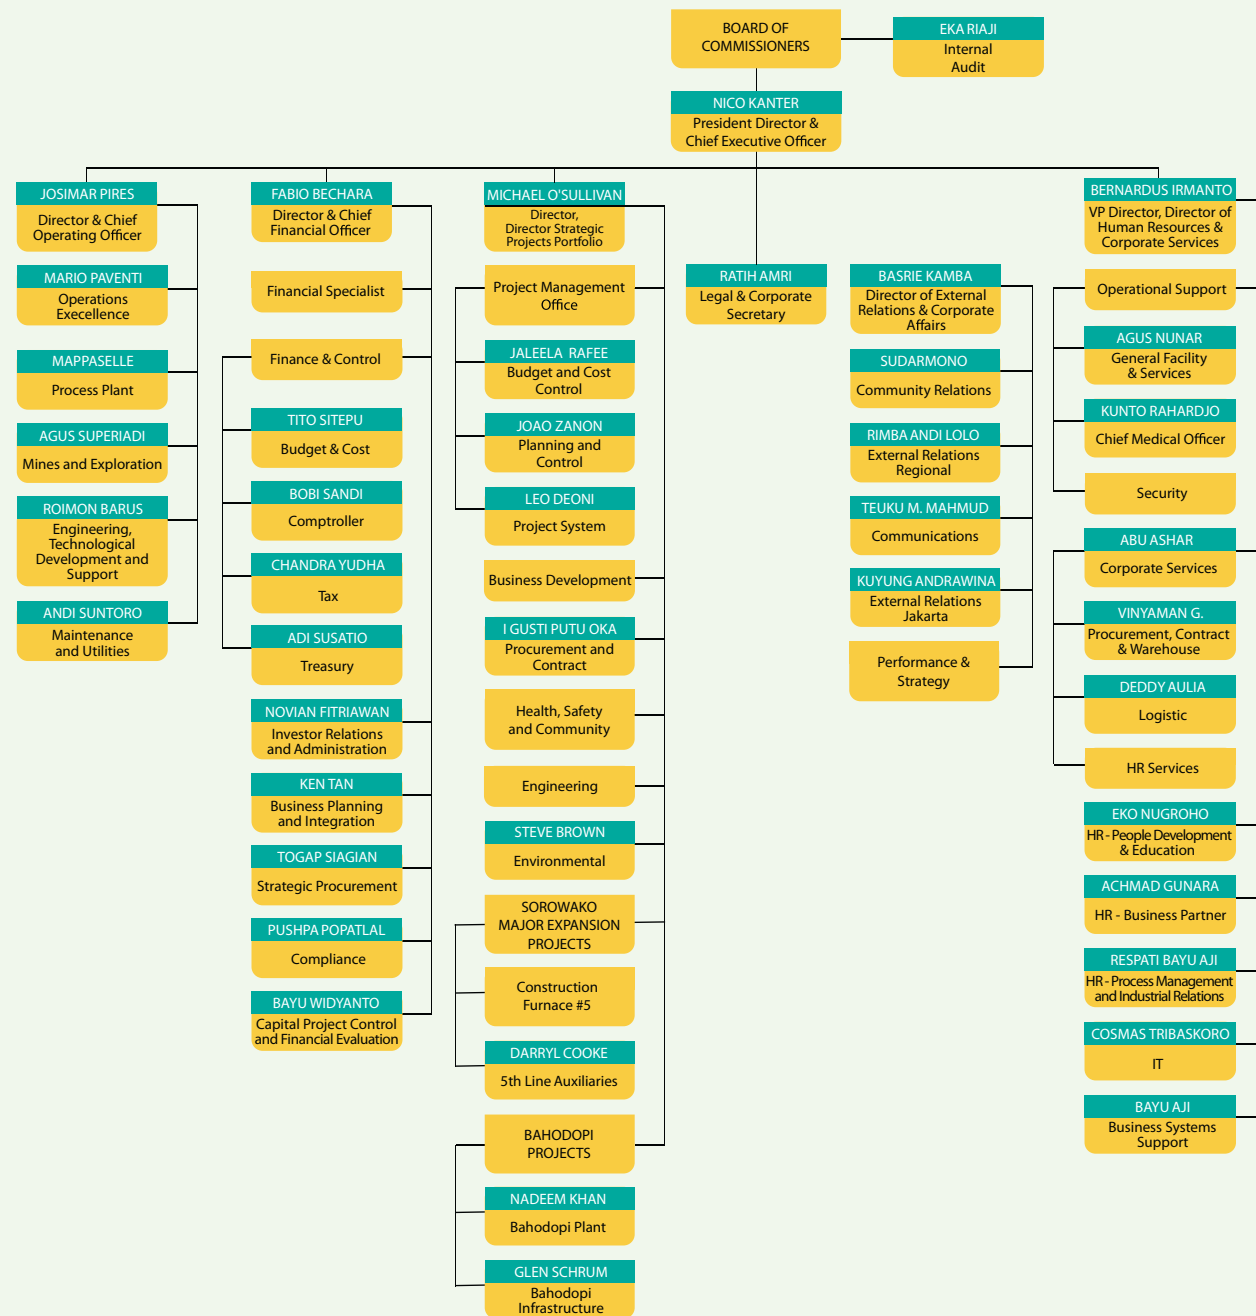 BOARD OF
COMMISSIONERS
EKA RIAJI
Internal
Audit
NICO KANTER
President Director &
Chief Executive Officer
JOSIMAR PIRES
Director & Chief
Operating Officer
MARIO PAVENTI
Operations
Execellence
MAPPASELLE
Process Plant
AGUS SUPERIADI
Mines and Exploration
ROIMON BARUS
Engineering,
Technological
Development and
Support
ANDI SUNTORO
Maintenance
and Utilities
FABIO BECHARA
Director & Chief
Financial Officer
Financial Specialist
Finance & Control
TITO SITEPU
Budget & Cost
BOBI SANDI
Comptroller
CHANDRA YUDHA
Tax
ADI SUSATIO
Treasury
NOVIAN FITRIAWAN
Investor Relations
and Administration
KEN TAN
Business Planning
and Integration
TOGAP SIAGIAN
Strategic Procurement
PUSHPA POPATLAL
Compliance
BAYU WIDYANTO
Capital Project Control
and Financial Evaluation
MICHAEL O'SULLIVAN
Director,
Director Strategic
Projects Portfolio
Project Management
Office
JALEELA RAFEE
Budget and Cost
Control
JOAO ZANON
Planning and
Control
LEO DEONI
Project System
Business Development
I GUSTI PUTU OKA
Procurement and
Contract
Health, Safety
and Community
Engineering
STEVE BROWN
Environmental
SOROWAKO
MAJOR EXPANSION
PROJECTS
Construction
Furnace #5
DARRYL COOKE
5th Line Auxiliaries
BAHODOPI
PROJECTS
NADEEM KHAN
Bahodopi Plant
GLEN SCHRUM
Bahodopi
Infrastructure
RATIH AMRI
Legal & Corporate
Secretary
BASRIE KAMBA
Director of External
Relations & Corporate
Affairs
SUDARMONO
Community Relations
RIMBA ANDI LOLO
External Relations
Regional
TEUKU M. MAHMUD
Communications
KUYUNG ANDRAWINA
External Relations
Jakarta
Performance &
Strategy
BERNARDUS IRMANTO
VP Director, Director of
Human Resources &
Corporate Services
Operational Support
AGUS NUNAR
General Facility
& Services
KUNTO RAHARDJO
Chief Medical Officer
Security
ABU ASHAR
Corporate Services
VINYAMAN G.
Procurement, Contract
& Warehouse
DEDDY AULIA
Logistic
HR Services
EKO NUGROHO
HR - People Development
& Education
ACHMAD GUNARA
HR - Business Partner
RESPATI BAYU AJI
HR - Process Management
and Industrial Relations
COSMAS TRIBASKORO
IT
BAYU AJI
Business Systems
Support